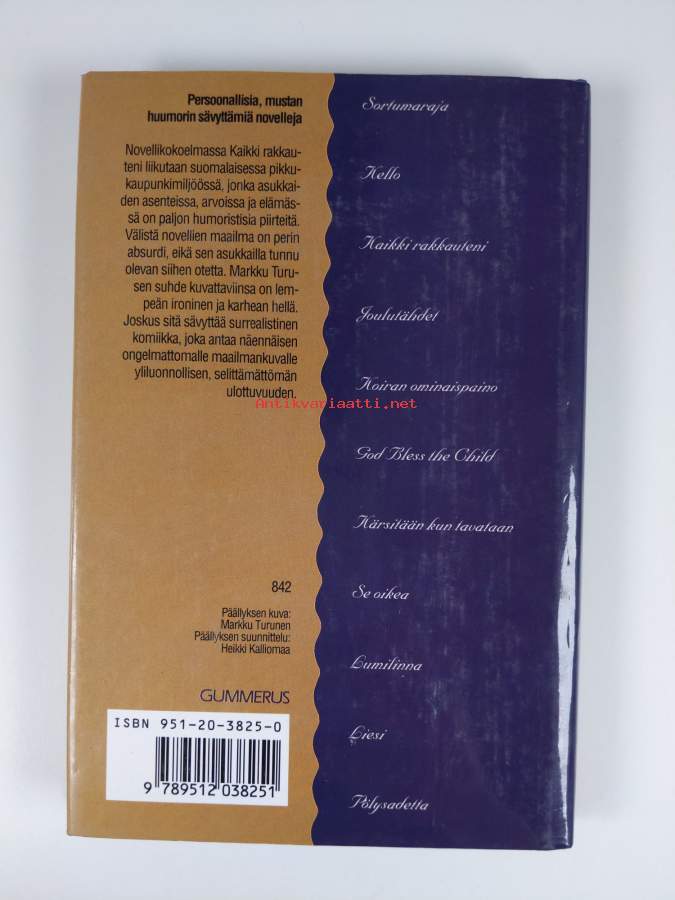 Persoonallisia, mustan
huumorin sävyttämiä novelleja
Novellikokoelmassa Kaikki rakkau-
teni liikutaan suomalaisessa pikku-
kaupunkimiljöössä, jonka asukkai-
den asenteissa, arvoissa ja elämäs-
sä on paljon humoristisia piirteitä.
Välistä novellien maailma on perin
absurdi, eikä sen asukkailla tunnu
olevan siihen otetta. Markku Turu-
sen suhde kuvattaviinsa on lem-
peän ironinen ja karhean hellä.
Joskus sitä sävyttää surrealistinen
komiikka, joka antaa näennäisen
ongelmattomalle maailmankuvalle
yliluonnollisen, selittämättömän
ulottuvuuden.
Antikvariaatti.net
842
Päällyksen kuva:
Markku Turunen
Päällyksen suunnittelu:
Heikki Kalliomaa
GUMMERUS
ISBN 951-20-3825-0
9 789512 038251
Sortumaraja
Kello
Kaikki rakkauteni
Joulutähdet
Koiran ominaispaino
God Bless the Child
Kärsitään kun tavataan
Se oikea
Lumilinna
Liesi
Pölysadetta